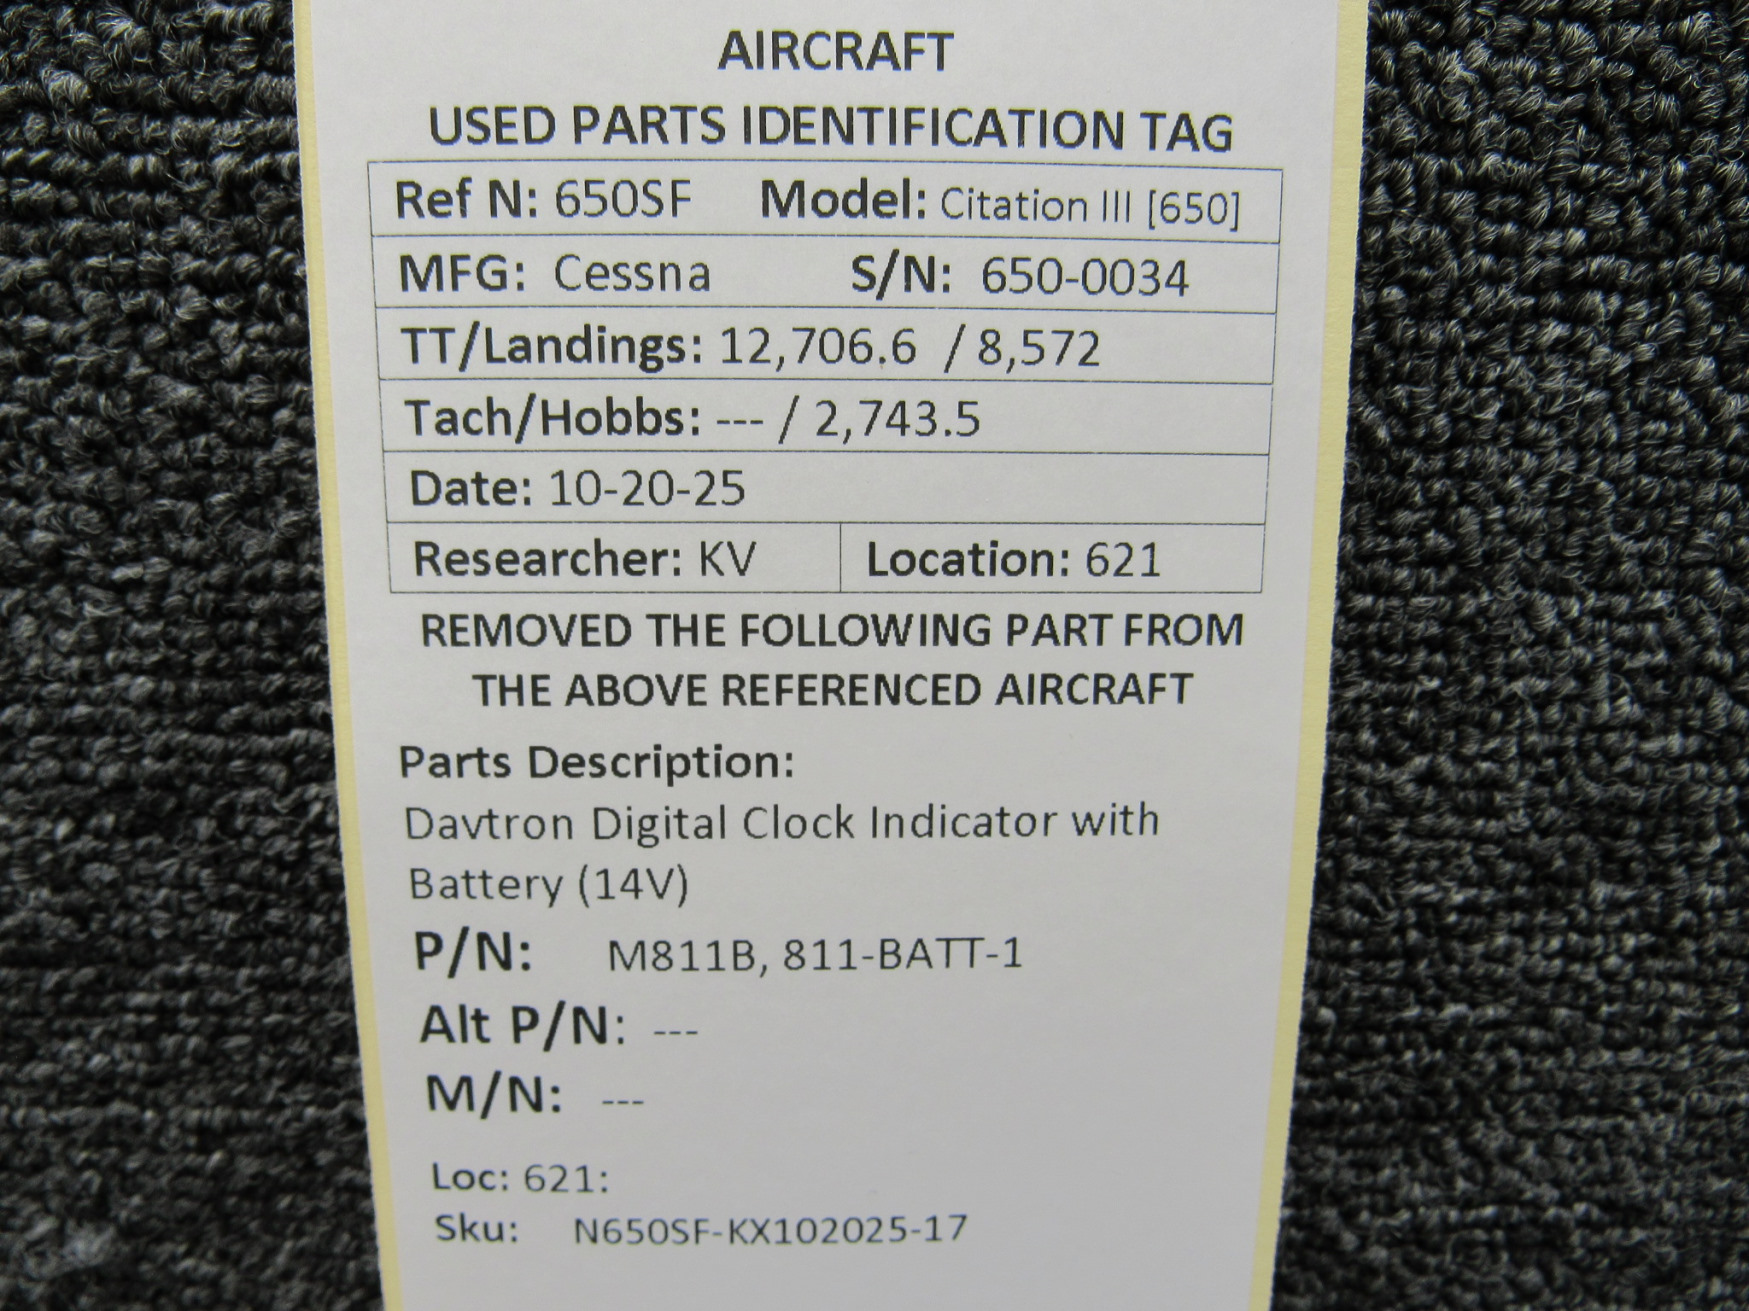 AIRCRAFT
USED PARTS IDENTIFICATION TAG
Ref N: 650SF Model: Citation III [650]
MFG: Cessna S/N: 650-0034
TT/Landings: 12,706.6 / 8,572
Tach/Hobbs: --- / 2,743.5
Date: 10-20-25
Researcher: KV Location: 621
REMOVED THE FOLLOWING PART FROM
THE ABOVE REFERENCED AIRCRAFT
Parts Description:
Davtron Digital Clock Indicator with
Battery (14V)
P/N: M811B, 811-BATT-1
Alt P/N: ---
M/N: ---
Loc: 621:
Sku: N650SF-KX102025-17